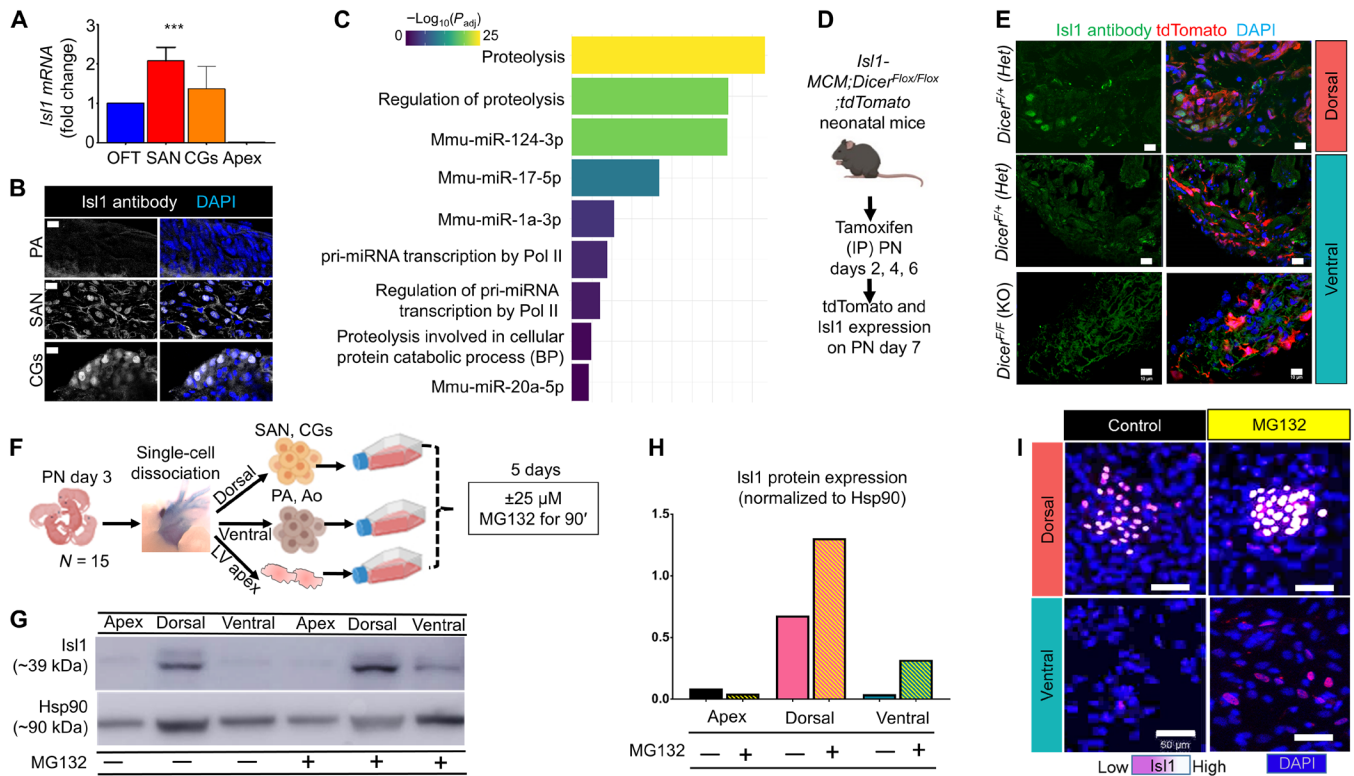 A
Isl1 mRNA
(fold change)
3
2
1
0
***
OFT SAN CGs Apex
B
Isl1 antibody DAPI
PA
SAN
CGs
C
−Log10(Padj)
0 25
Proteolysis
Regulation of proteolysis
Mmu-miR-124-3p
Mmu-miR-17-5p
Mmu-miR-1a-3p
pri-miRNA transcription by Pol II
Regulation of pri-miRNA
transcription by Pol II
Proteolysis involved in cellular
protein catabolic process (BP)
Mmu-miR-20a-5p
D
Isl1-
MCM;DicerFlox/Flox
;tdTomato
neonatal mice
Tamoxifen
(IP) PN
days 2, 4, 6
tdTomato and
Isl1 expression
on PN day 7
E
Isl1 antibody tdTomato DAPI
DicerF/+ (Het)
DicerF/+ (Het)
DicerF/F (KO)
Dorsal
Ventral
10 µm
10 µm
F
PN day 3
N = 15
Single-cell
dissociation
Dorsal
Ventral
LV apex
SAN, CGs
PA, Ao
5 days
±25 µM
MG132 for 90′
G
Apex Dorsal Ventral Apex Dorsal Ventral
Isl1
(~39 kDa)
Hsp90
(~90 kDa)
MG132 — — — + + +
H
Isl1 protein expression
(normalized to Hsp90)
1.5
1.0
0.5
0.0
Apex Dorsal Ventral
MG132 — + — + — +
I
Control MG132
Dorsal
Ventral
50 µm
Low Isl1 High DAPI